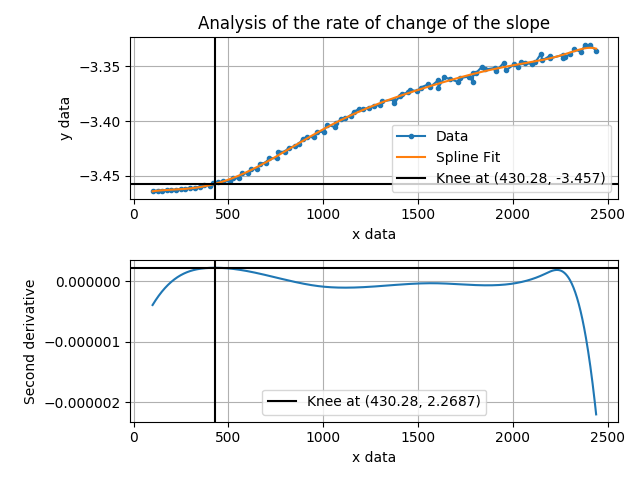 Analysis of the rate of change of the slope
y data
−3.35
−3.40
−3.45
Data
Spline Fit
Knee at (430.28, -3.457)
0 500 1000 1500 2000 2500
x data
Second derivative
0.000000
−0.000001
−0.000002
Knee at (430.28, 2.2687)
0 500 1000 1500 2000 2500
x data